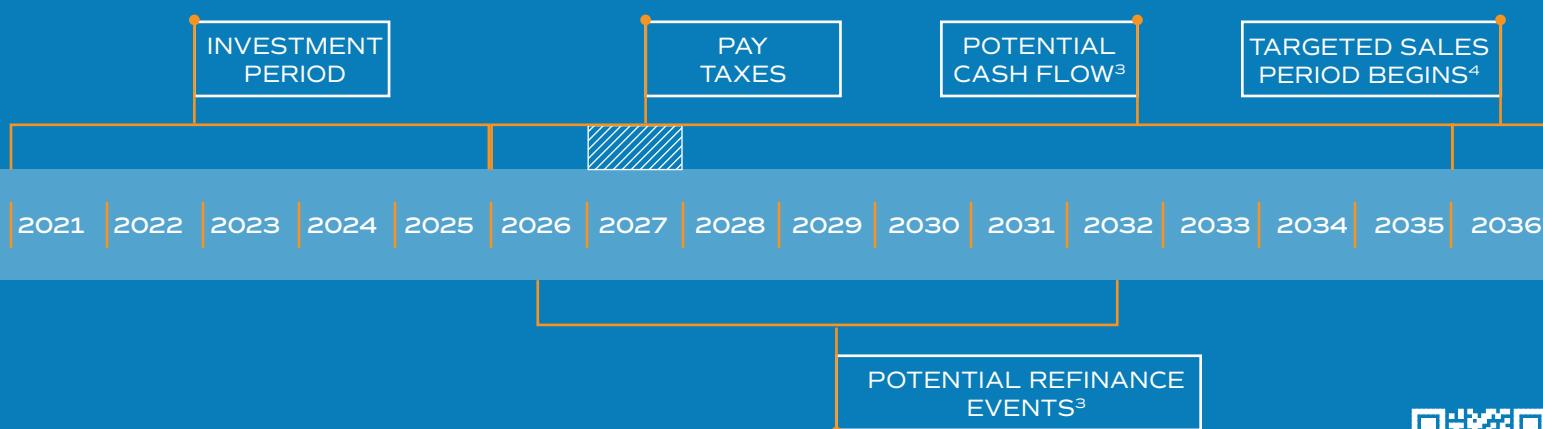 INVESTMENT
PERIOD
PAY
TAXES
POTENTIAL
CASH FLOW³
TARGETED SALES
PERIOD BEGINS⁴
2021 2022 2023 2024 2025 2026 2027 2028 2029 2030 2031 2032 2033 2034 2035 2036
POTENTIAL REFINANCE
EVENTS³